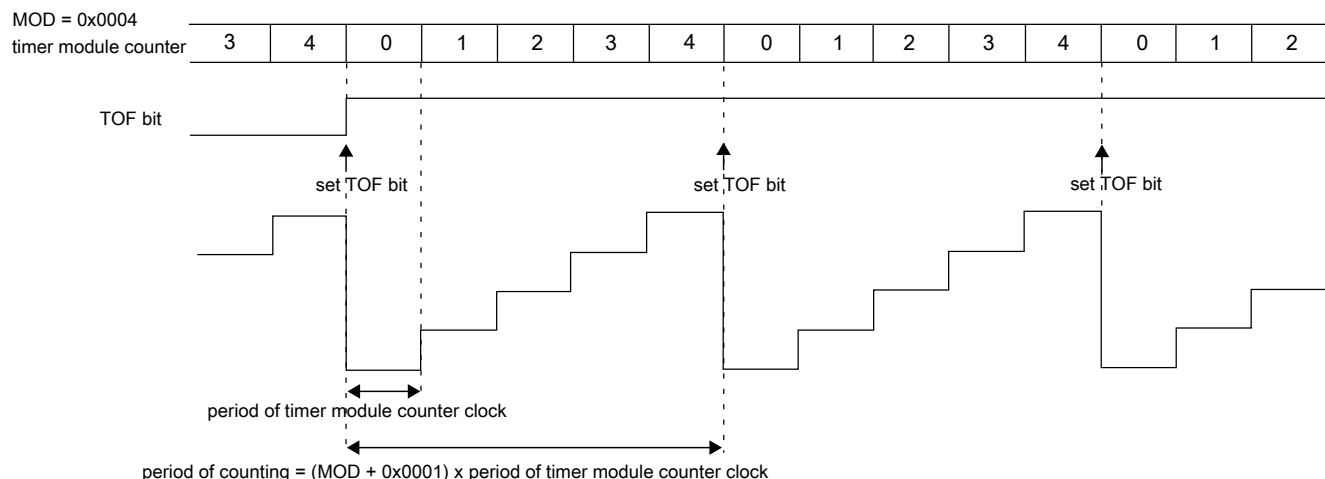 MOD = 0x0004
timer module counter
3 4 0 1 2 3 4 0 1 2 3 4 0 1 2
TOF bit
set TOF bit set TOF bit set TOF bit
period of timer module counter clock
period of counting = (MOD + 0x0001) x period of timer module counter clock